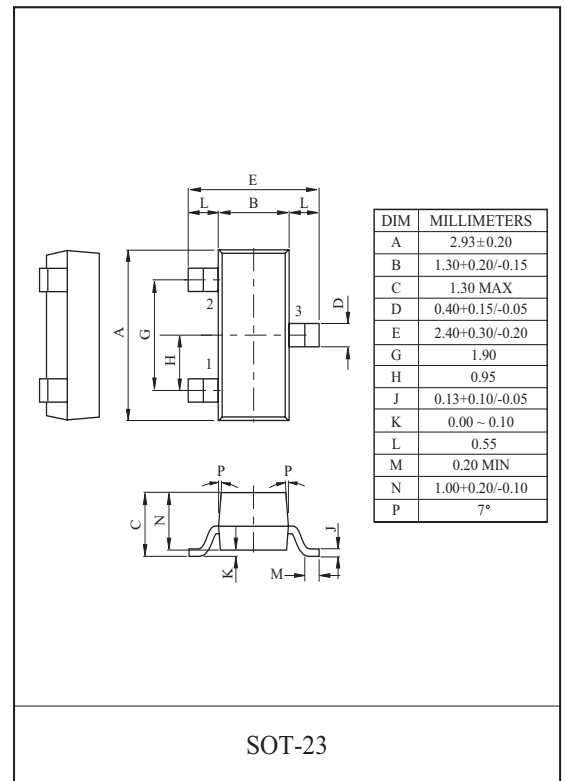 E
L B L
2
3
D
A
G
H
1
P P
C
N
J
K
M
DIM MILLIMETERS
A 2.93±0.20
B 1.30+0.20/-0.15
C 1.30 MAX
D 0.40+0.15/-0.05
E 2.40+0.30/-0.20
G 1.90
H 0.95
J 0.13+0.10/-0.05
K 0.00 ~ 0.10
L 0.55
M 0.20 MIN
N 1.00+0.20/-0.10
P 7°
SOT-23